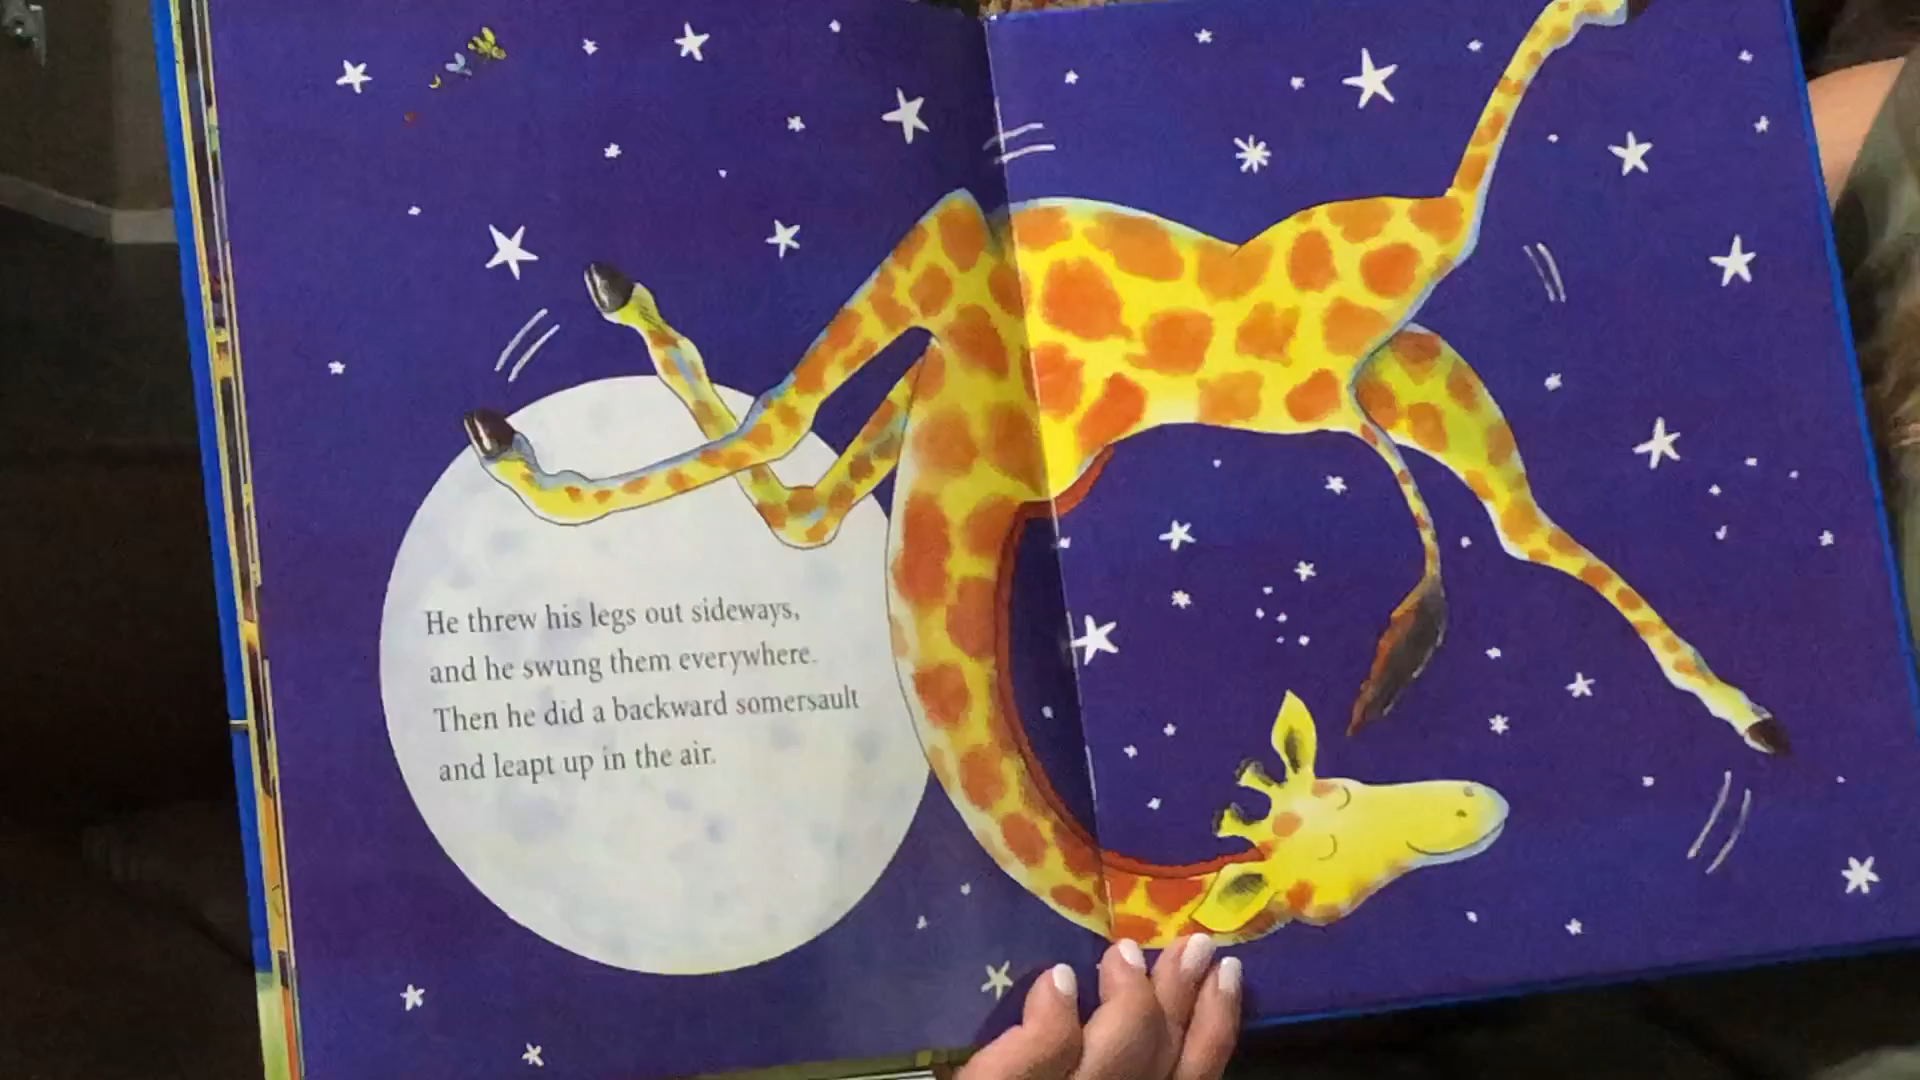 He threw his legs out sideways,
and he swung them everywhere.
Then he did a backward somersault
and leapt up in the air.